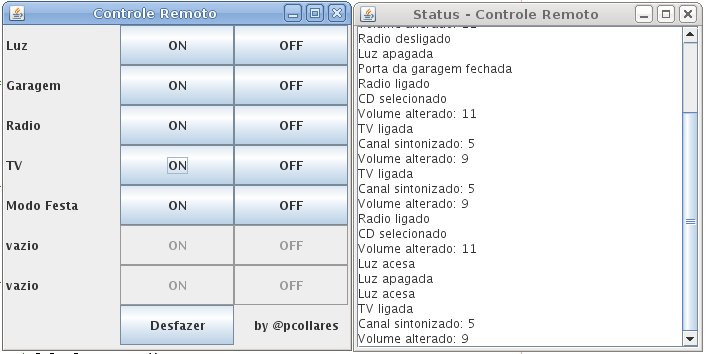 Controle Remoto
Luz ON OFF
Garagem ON OFF
Radio ON OFF
TV ON OFF
Modo Festa ON OFF
vazio ON OFF
vazio ON OFF
Desfazer by @pcollares
Status - Controle Remoto
Radio desligado
Luz apagada
Porta da garagem fechada
Radio ligado
CD selecionado
Volume alterado: 11
TV ligada
Canal sintonizado: 5
Volume alterado: 9
TV ligada
Canal sintonizado: 5
Volume alterado: 9
Radio ligado
CD selecionado
Volume alterado: 11
Luz acesa
Luz apagada
Luz acesa
TV ligada
Canal sintonizado: 5
Volume alterado: 9